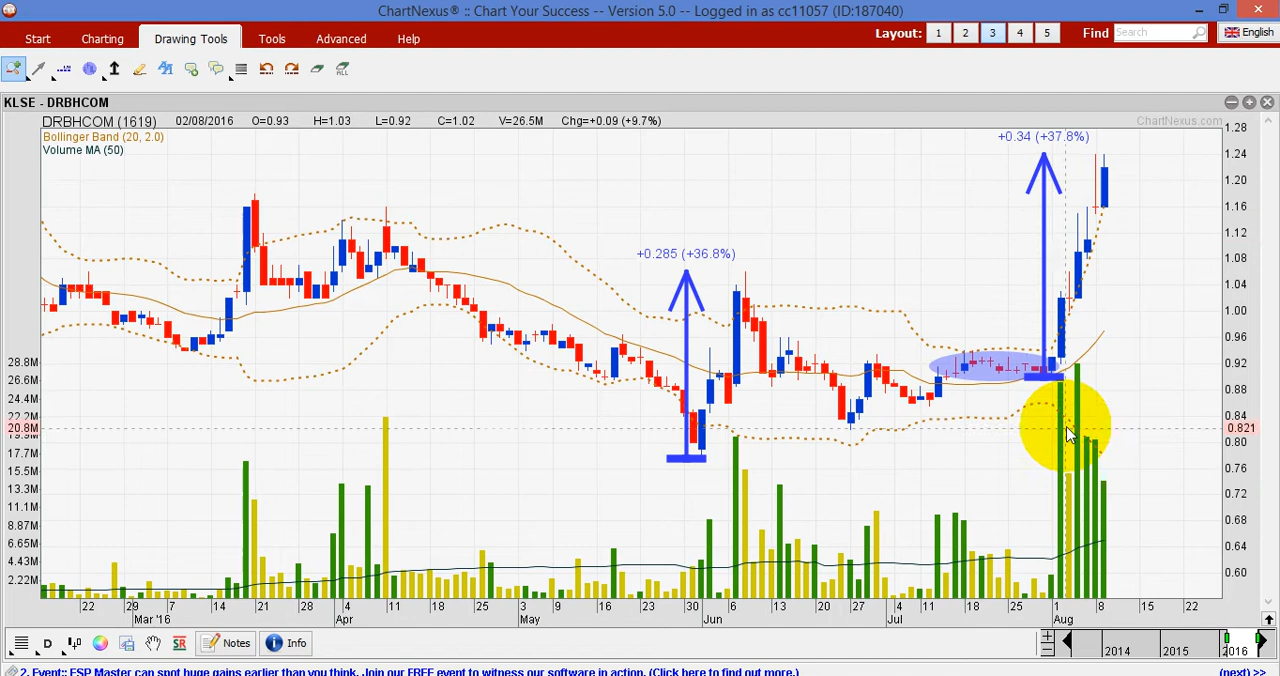 ChartNexus® :: Chart Your Success -- Version 5.0 -- Logged in as cc11057 (ID:187040)
Start Charting Drawing Tools Tools Advanced Help Layout: 1 2 3 4 5 Find Search English
ALL
KLSE - DRBHCOM
DRBHCOM (1619) 02/08/2016 O=0.93 H=1.03 L=0.92 C=1.02 V=26.5M Chg=+0.09 (+9.7%) ChartNexus.com
Bollinger Band (20, 2.0)
Volume MA (50)
+0.34 (+37.8%)
+0.285 (+36.8%)
1.28
1.24
1.20
1.16
1.12
1.08
1.04
1.00
0.96
0.92
0.88
0.84
0.821
0.80
0.76
0.72
0.68
0.64
0.60
28.8M
26.6M
24.4M
22.2M
20.8M
17.7M
15.5M
13.3M
11.1M
8.87M
6.65M
4.43M
2.22M
22 29 7 14 21 28 4 11 18 25 3 9 16 23 30 6 13 20 27 4 11 18 25 1 8 15 22
Mar '16 Apr May Jun Jul Aug
D SR Notes Info 2014 2015 2016
2. Event:: ESP Master can spot huge gains earlier than you think. Join our FREE event to witness our software in action. (Click here to find out more.) (next) >>